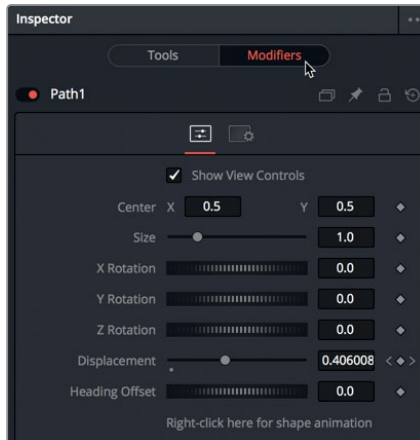 Inspector
Tools Modifiers
Path1
Show View Controls
Center X 0.5 Y 0.5
Size 1.0
X Rotation 0.0
Y Rotation 0.0
Z Rotation 0.0
Displacement 0.406008
Heading Offset 0.0
Right-click here for shape animation